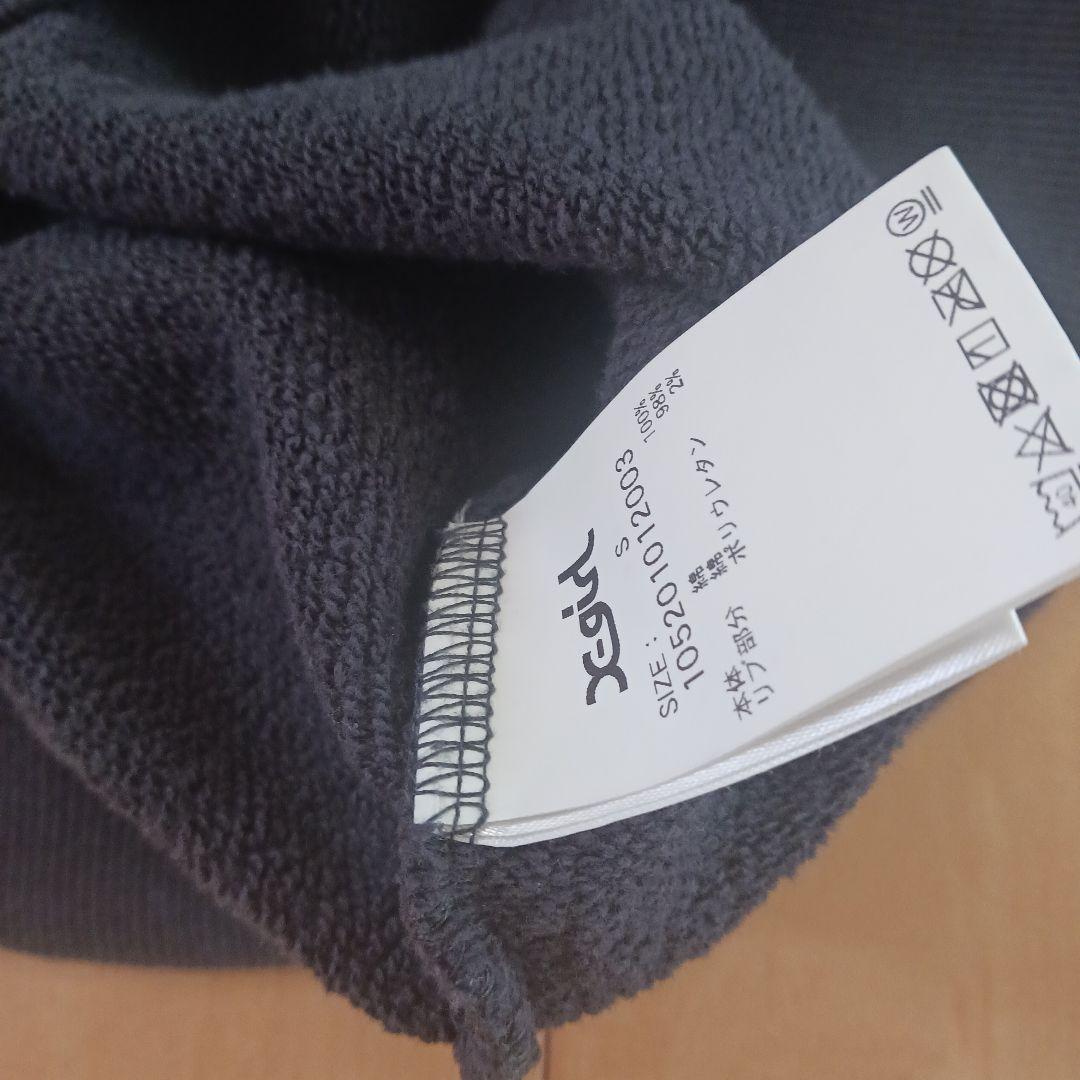 X-girl
SIZE: S
105201012003
本体 綿 100%
リブ部分 綿 98%
ポリウレタン 2%
40
W